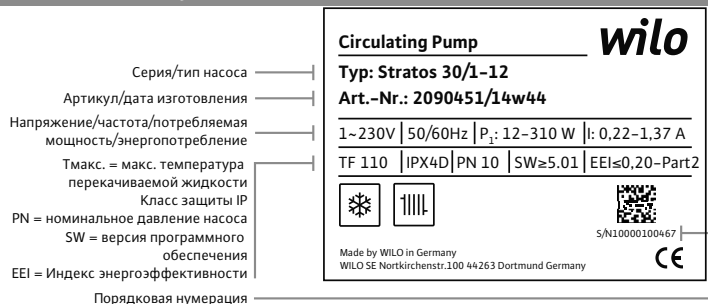 Серия/тип насоса
Артикул/дата изготовления
Напряжение/частота/потребляемая
мощность/энергопотребление
Тмакс. = макс. температура
перекачиваемой жидкости
Класс защиты IP
PN = номинальное давление насоса
SW = версия программного
обеспечения
EEI = Индекс энергоэффективности
Порядковая нумерация
wilo
Circulating Pump
Typ: Stratos 30/1-12
Art.-Nr.: 2090451/14w44
1~230V 50/60Hz P₁: 12-310 W I: 0,22-1,37 A
TF 110 IPX4D PN 10 SW≥5.01 EEI≤0,20-Part2
S/N10000100467
Made by WILO in Germany
WILO SE Nortkirchenstr.100 44263 Dortmund Germany
CE